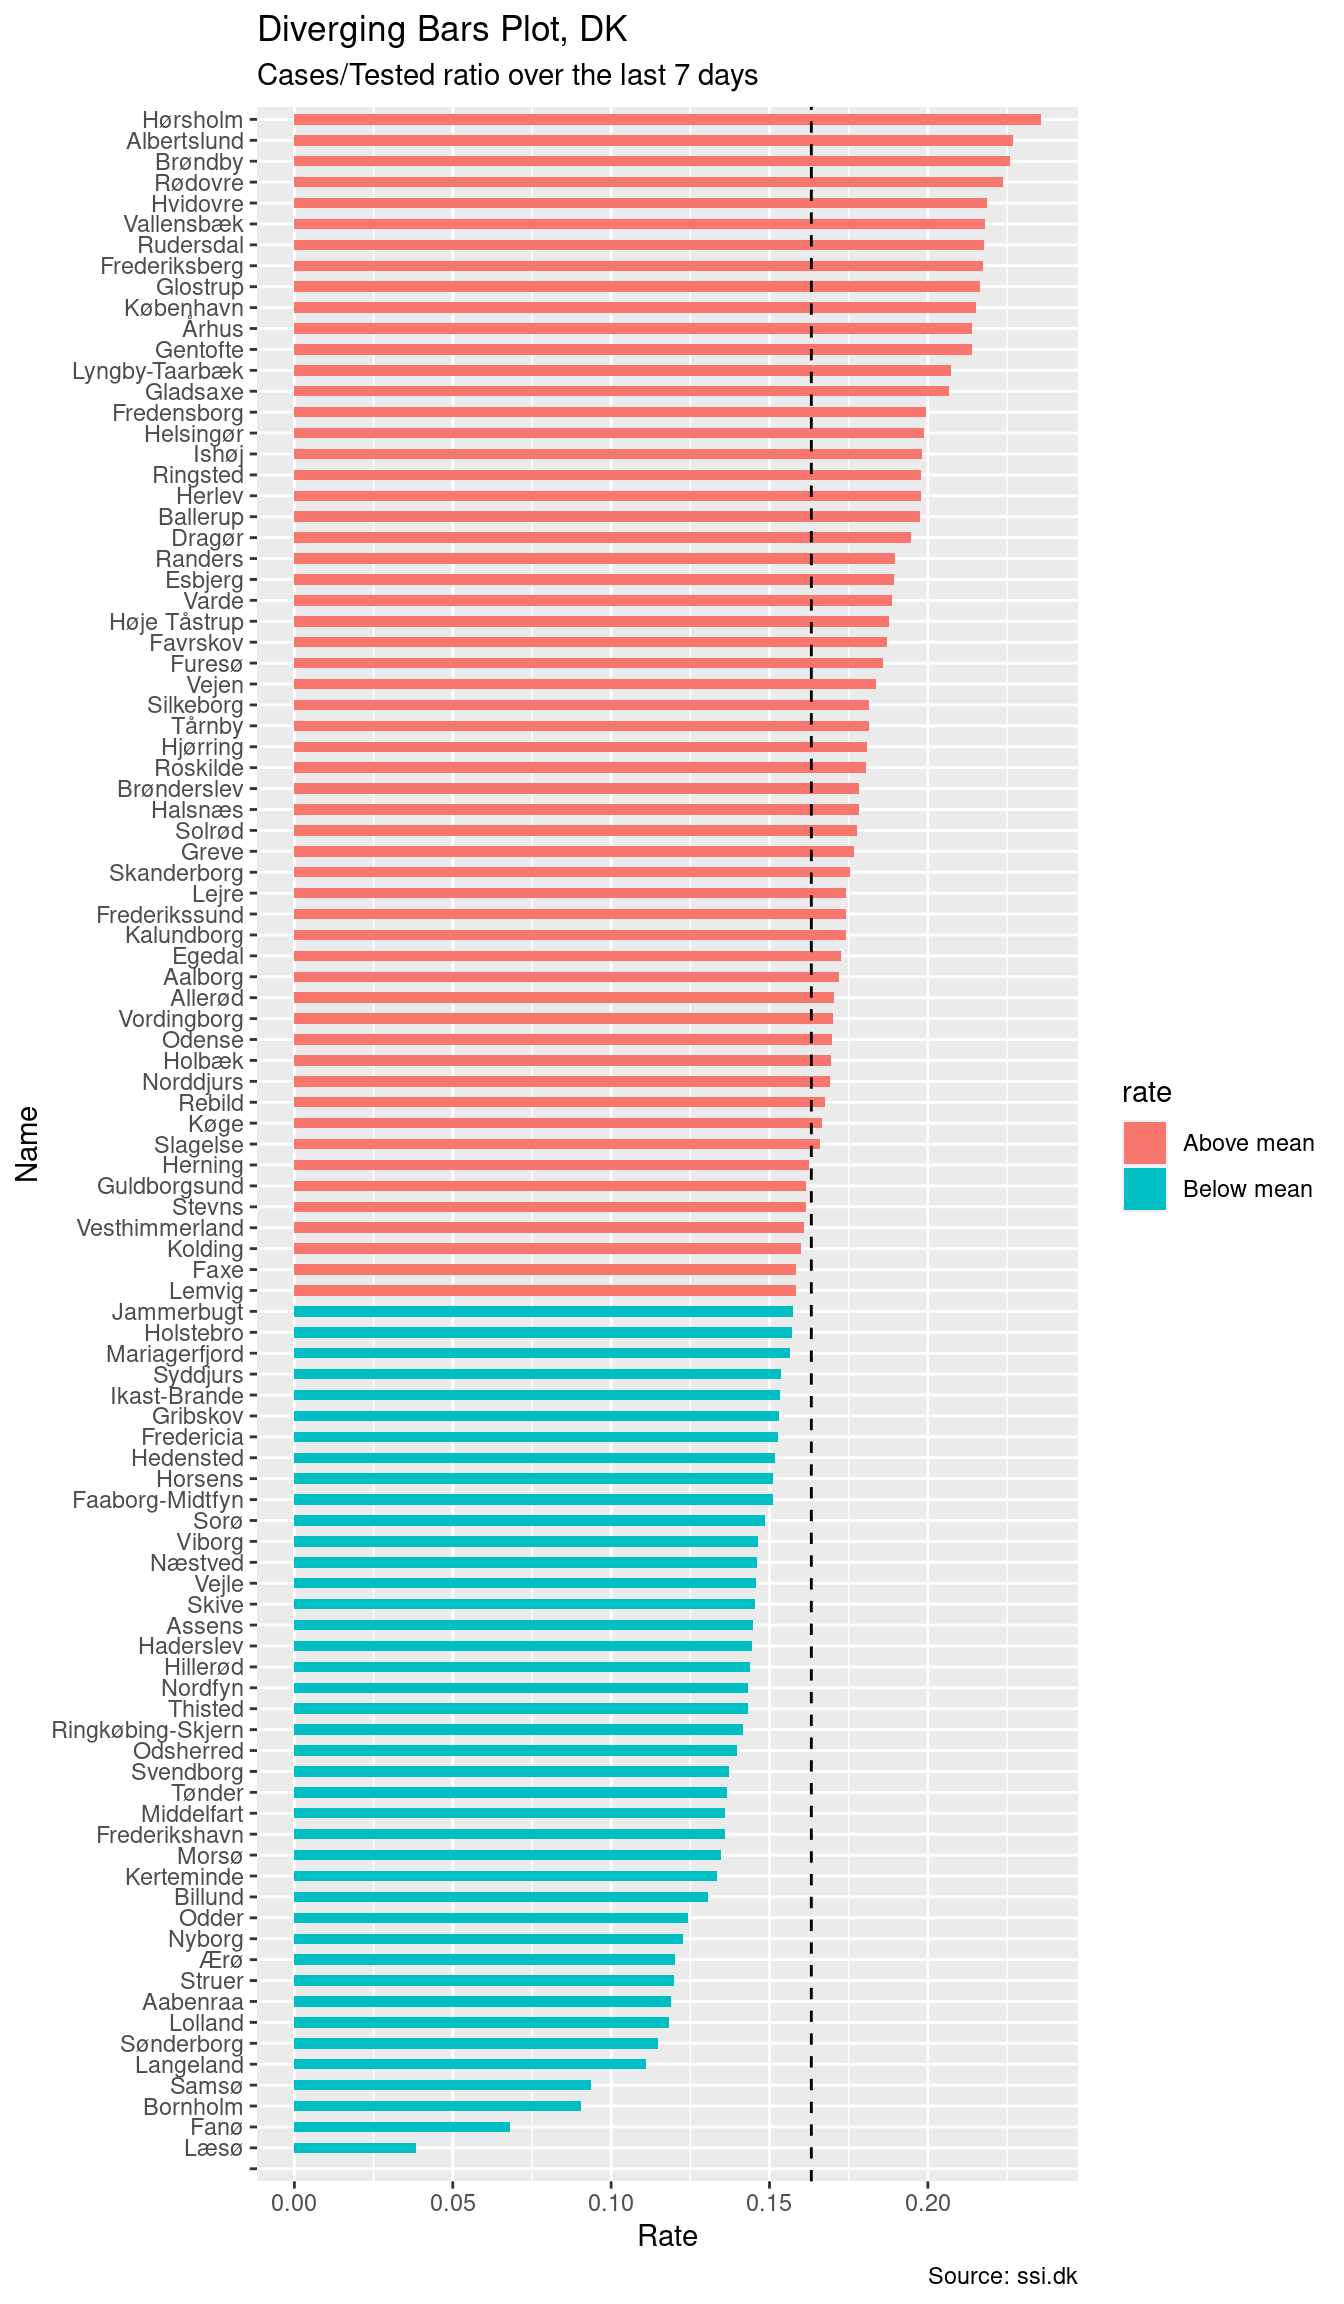 Diverging Bars Plot, DK
Cases/Tested ratio over the last 7 days
Hørsholm
Albertslund
Brøndby
Rødovre
Hvidovre
Vallensbæk
Rudersdal
Frederiksberg
Glostrup
København
Århus
Gentofte
Lyngby-Taarbæk
Gladsaxe
Fredensborg
Helsingør
Ishøj
Ringsted
Herlev
Ballerup
Dragør
Randers
Esbjerg
Varde
Høje Tåstrup
Favrskov
Furesø
Vejen
Silkeborg
Tårnby
Hjørring
Roskilde
Brønderslev
Halsnæs
Solrød
Greve
Skanderborg
Lejre
Frederikssund
Kalundborg
Egedal
Aalborg
Allerød
Vordingborg
Odense
Holbæk
Norddjurs
Rebild
Køge
Slagelse
Herning
Guldborgsund
Stevns
Vesthimmerland
Kolding
Faxe
Lemvig
Jammerbugt
Holstebro
Mariagerfjord
Syddjurs
Ikast-Brande
Gribskov
Fredericia
Hedensted
Horsens
Faaborg-Midtfyn
Sorø
Viborg
Næstved
Vejle
Skive
Assens
Haderslev
Hillerød
Nordfyn
Thisted
Ringkøbing-Skjern
Odsherred
Svendborg
Tønder
Middelfart
Frederikshavn
Morsø
Kerteminde
Billund
Odder
Nyborg
Ærø
Struer
Aabenraa
Lolland
Sønderborg
Langeland
Samsø
Bornholm
Fanø
Læsø
Name
0.00 0.05 0.10 0.15 0.20
Rate
rate
Above mean
Below mean
Source: ssi.dk